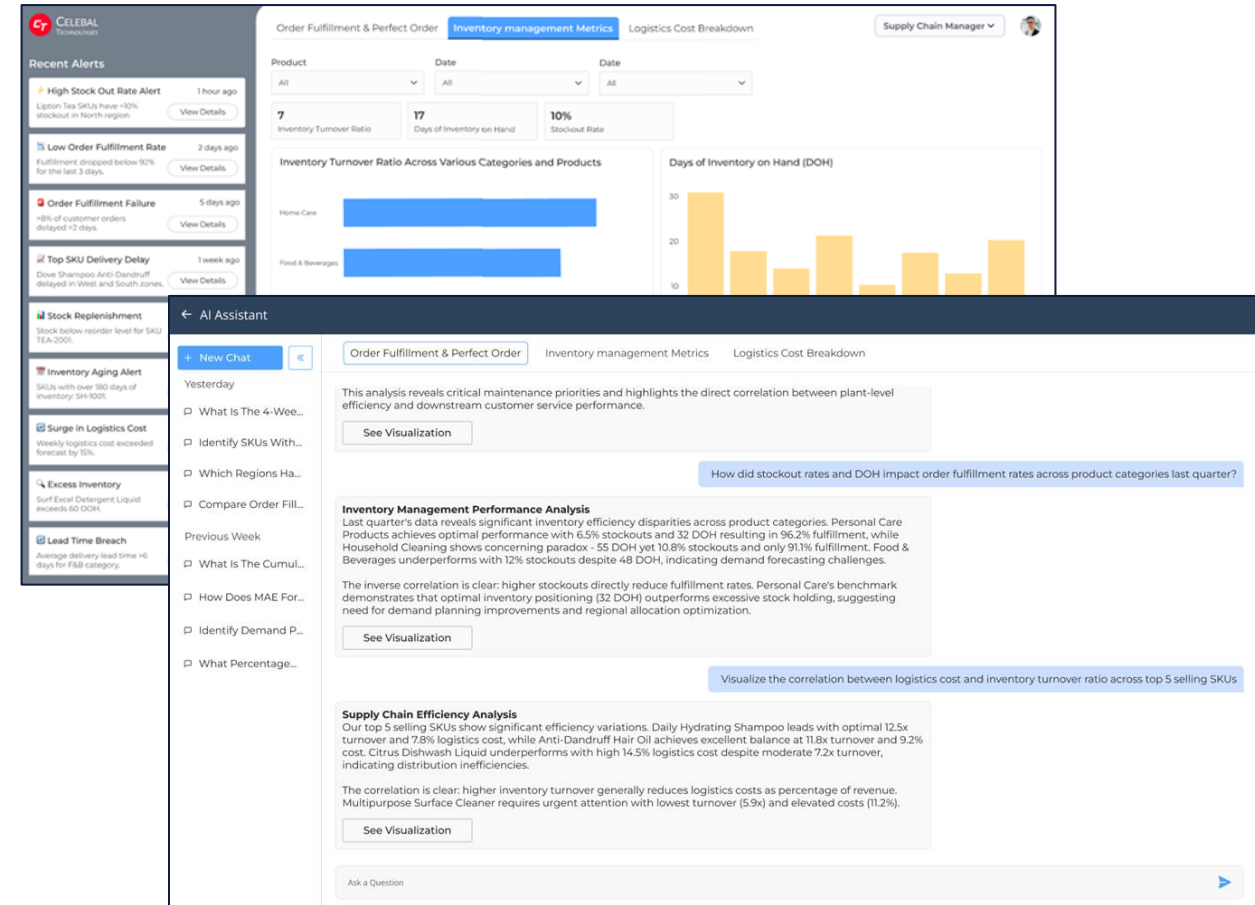 CT CELEBAL
TECHNOLOGIES
Order Fulfillment & Perfect Order
Inventory management Metrics
Logistics Cost Breakdown
Supply Chain Manager
Recent Alerts
High Stock Out Rate Alert
1 hour ago
Lipton Tea SKUs have >10%
stockout in North region.
View Details
Low Order Fulfillment Rate
2 days ago
Fulfillment dropped below 92%
for the last 3 days.
View Details
Order Fulfillment Failure
5 days ago
>8% of customer orders
delayed >2 days.
View Details
Top SKU Delivery Delay
1 week ago
Dove Shampoo Anti-Dandruff
delayed in West and South zones.
View Details
Stock Replenishment
Stock below reorder level for SKU
TEA-2001.
Inventory Aging Alert
SKUs with over 180 days of
inventory: SH-1001.
Surge in Logistics Cost
Weekly logistics cost exceeded
forecast by 15%.
Excess Inventory
Surf Excel Detergent Liquid
exceeds 60 DOH.
Lead Time Breach
Average delivery lead time >6
days for F&B category.
Product
Date
Date
All
All
All
7
Inventory Turnover Ratio
17
Days of Inventory on Hand
10%
Stockout Rate
Inventory Turnover Ratio Across Various Categories and Products
Home Care
Food & Beverages
Days of Inventory on Hand (DOH)
30
20
10
← AI Assistant
+ New Chat
«
Yesterday
What Is The 4-Wee...
Identify SKUs With...
Which Regions Ha...
Compare Order Fill...
Previous Week
What Is The Cumul...
How Does MAE For...
Identify Demand P...
What Percentage...
Order Fulfillment & Perfect Order
Inventory management Metrics
Logistics Cost Breakdown
This analysis reveals critical maintenance priorities and highlights the direct correlation between plant-level
efficiency and downstream customer service performance.
See Visualization
How did stockout rates and DOH impact order fulfillment rates across product categories last quarter?
Inventory Management Performance Analysis
Last quarter's data reveals significant inventory efficiency disparities across product categories. Personal Care
Products achieves optimal performance with 6.5% stockouts and 32 DOH resulting in 96.2% fulfillment, while
Household Cleaning shows concerning paradox - 55 DOH yet 10.8% stockouts and only 91.1% fulfillment. Food &
Beverages underperforms with 12% stockouts despite 48 DOH, indicating demand forecasting challenges.
The inverse correlation is clear: higher stockouts directly reduce fulfillment rates. Personal Care's benchmark
demonstrates that optimal inventory positioning (32 DOH) outperforms excessive stock holding, suggesting
need for demand planning improvements and regional allocation optimization.
See Visualization
Visualize the correlation between logistics cost and inventory turnover ratio across top 5 selling SKUs
Supply Chain Efficiency Analysis
Our top 5 selling SKUs show significant efficiency variations. Daily Hydrating Shampoo leads with optimal 12.5x
turnover and 7.8% logistics cost, while Anti-Dandruff Hair Oil achieves excellent balance at 11.8x turnover and 9.2%
cost. Citrus Dishwash Liquid underperforms with high 14.5% logistics cost despite moderate 7.2x turnover,
indicating distribution inefficiencies.
The correlation is clear: higher inventory turnover generally reduces logistics costs as percentage of revenue.
Multipurpose Surface Cleaner requires urgent attention with lowest turnover (5.9x) and elevated costs (11.2%).
See Visualization
Ask a Question